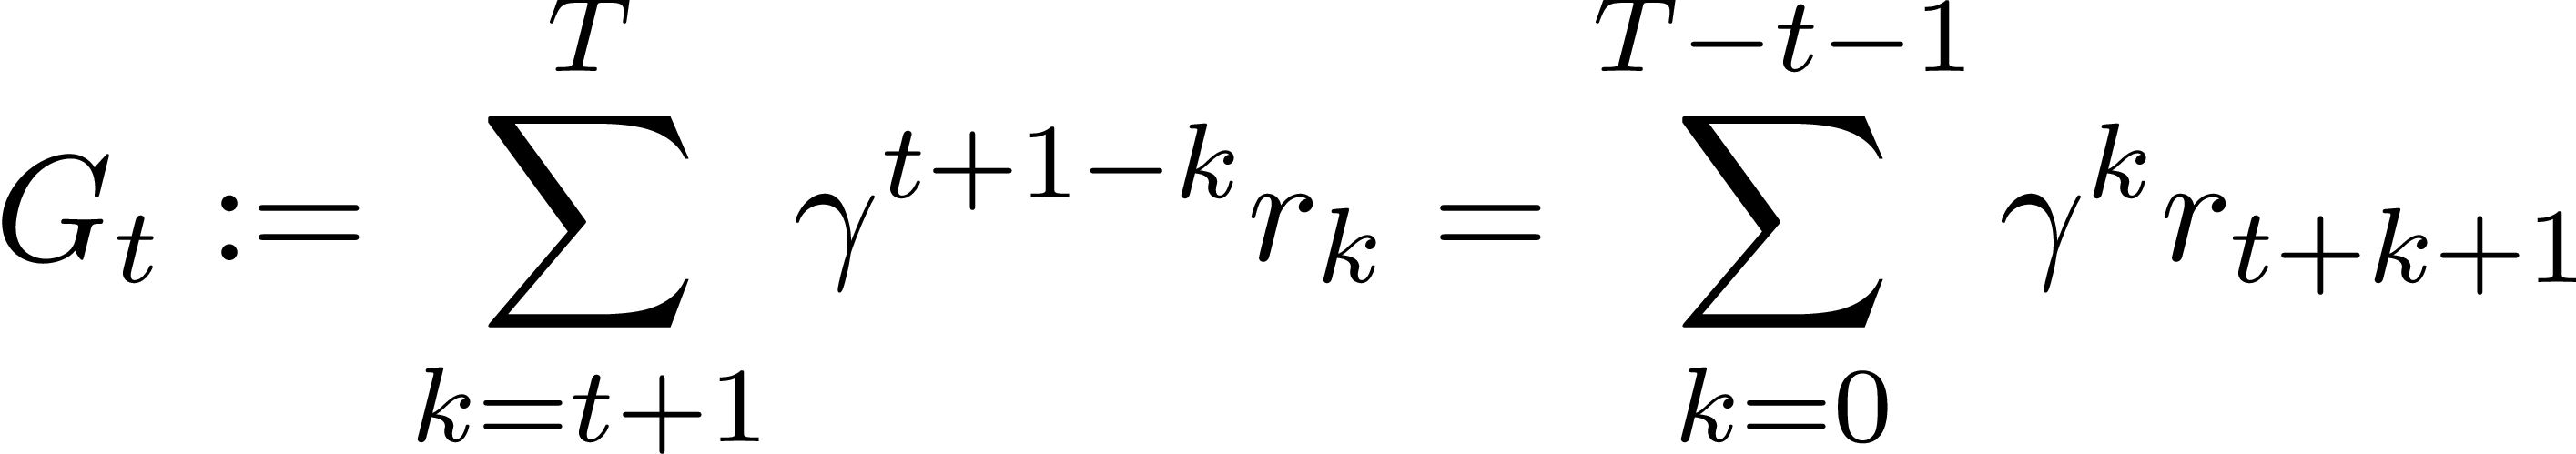 G_t := \sum_{k=t+1}^{T} \gamma^{t+1-k} r_k = \sum_{k=0}^{T-t-1} \gamma^k r_{t+k+1}